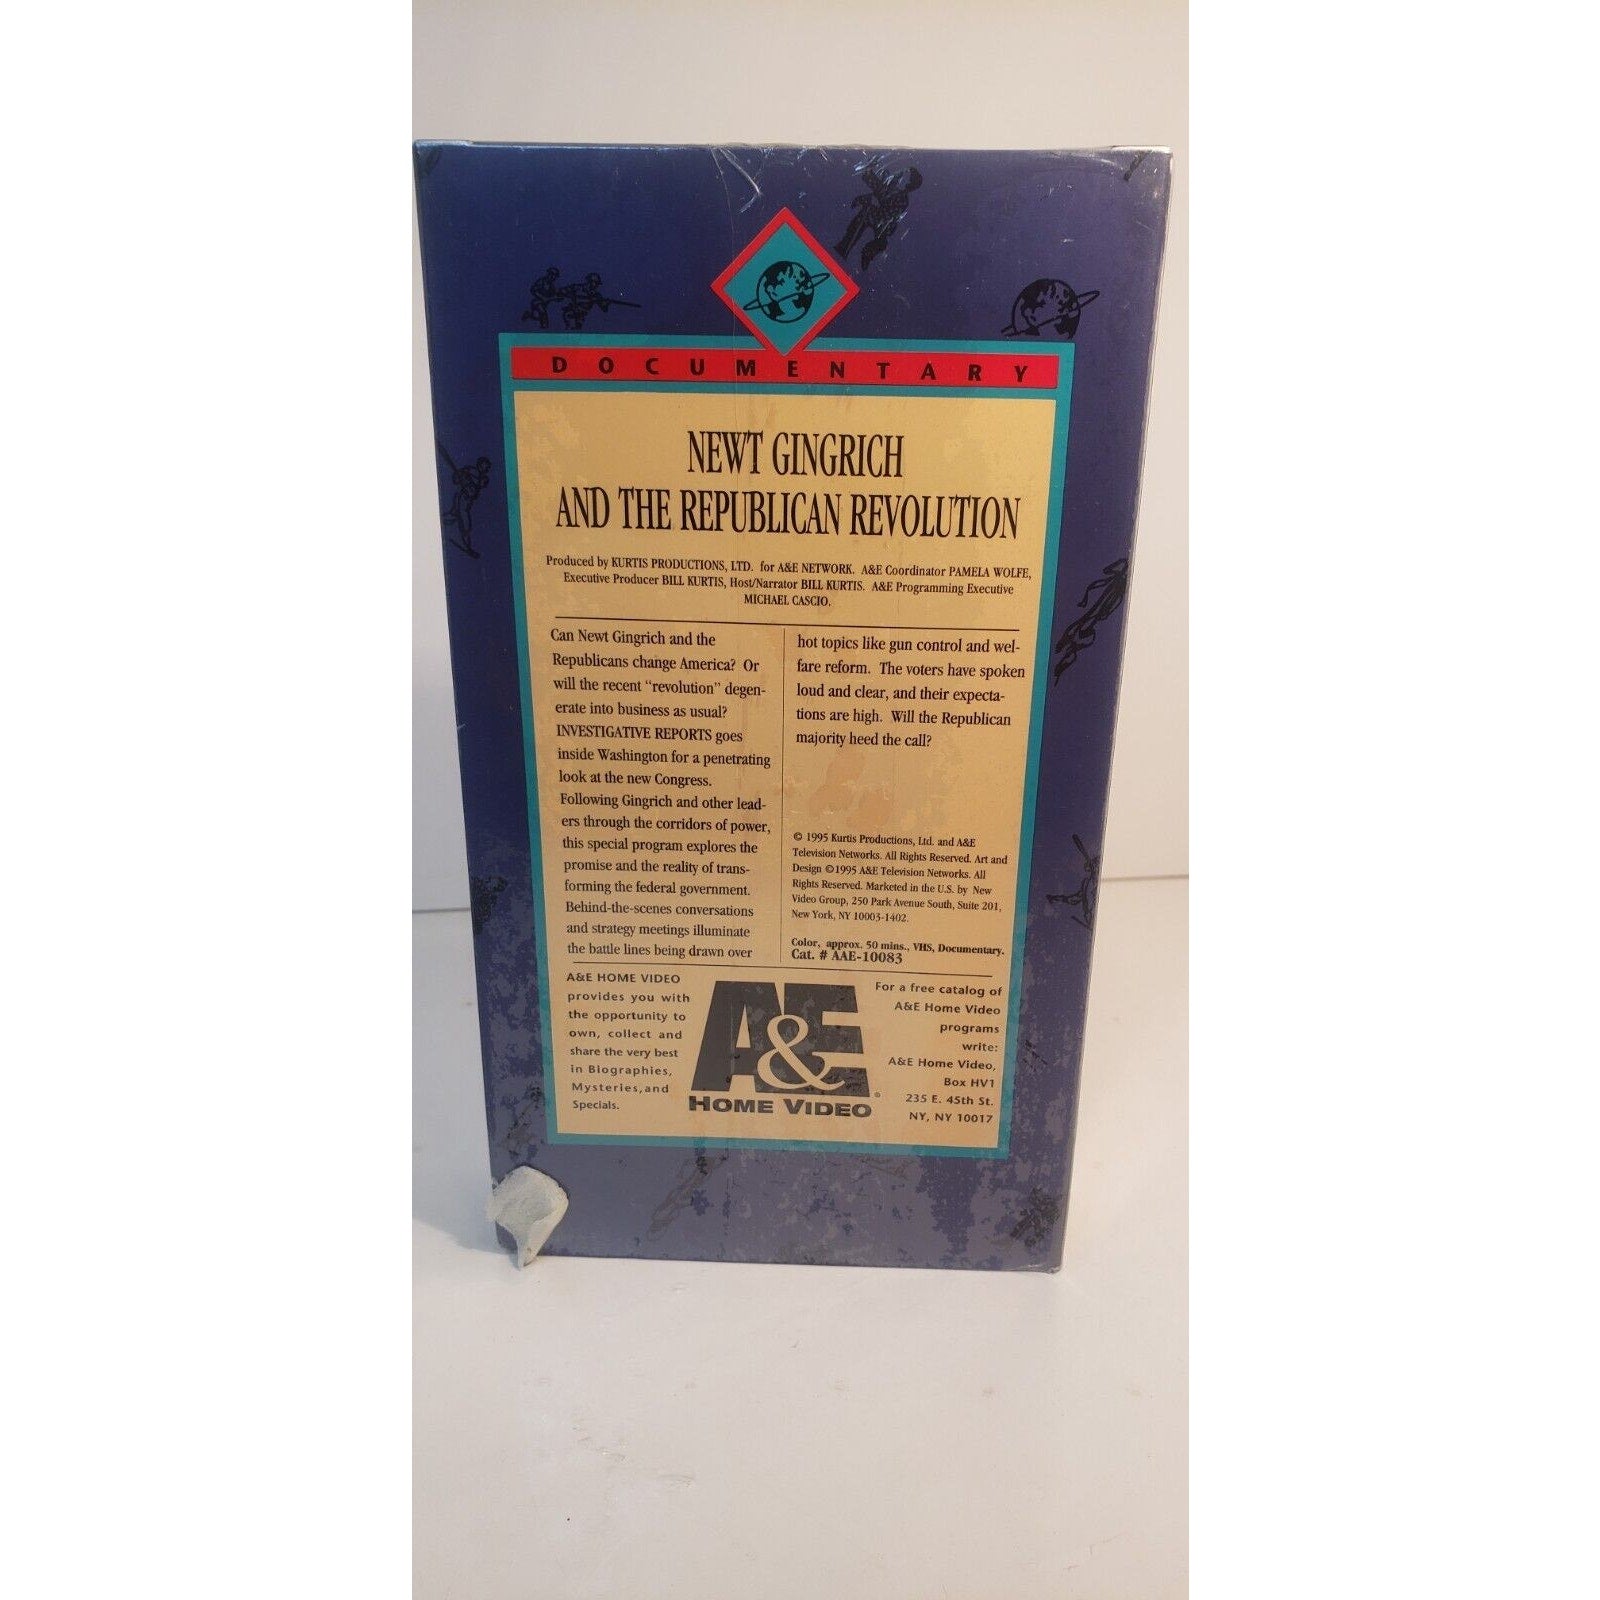 DOCUMENTARY
NEWT GINGRICH
AND THE REPUBLICAN REVOLUTION
Produced by KURTIS PRODUCTIONS, LTD. for A&E NETWORK. A&E Coordinator PAMELA WOLFE,
Executive Producer BILL KURTIS, Host/Narrator BILL KURTIS. A&E Programming Executive
MICHAEL CASCIO.
Can Newt Gingrich and the
Republicans change America? Or
will the recent "revolution" degen-
erate into business as usual?
INVESTIGATIVE REPORTS goes
inside Washington for a penetrating
look at the new Congress.
Following Gingrich and other lead-
ers through the corridors of power,
this special program explores the
promise and the reality of trans-
forming the federal government.
Behind-the-scenes conversations
and strategy meetings illuminate
the battle lines being drawn over
hot topics like gun control and wel-
fare reform. The voters have spoken
loud and clear, and their expecta-
tions are high. Will the Republican
majority heed the call?
© 1995 Kurtis Productions, Ltd. and A&E
Television Networks. All Rights Reserved. Art and
Design ©1995 A&E Television Networks. All
Rights Reserved. Marketed in the U.S. by New
Video Group, 250 Park Avenue South, Suite 201,
New York, NY 10003-1402.
Color, approx. 50 mins., VHS, Documentary.
Cat. # AAE-10083
A&E HOME VIDEO
provides you with
the opportunity to
own, collect and
share the very best
in Biographies,
Mysteries,and
Specials.
A&E
HOME VIDEO
For a free catalog of
A&E Home Video
programs
write:
A&E Home Video,
Box HV1
235 E. 45th St.
NY, NY 10017